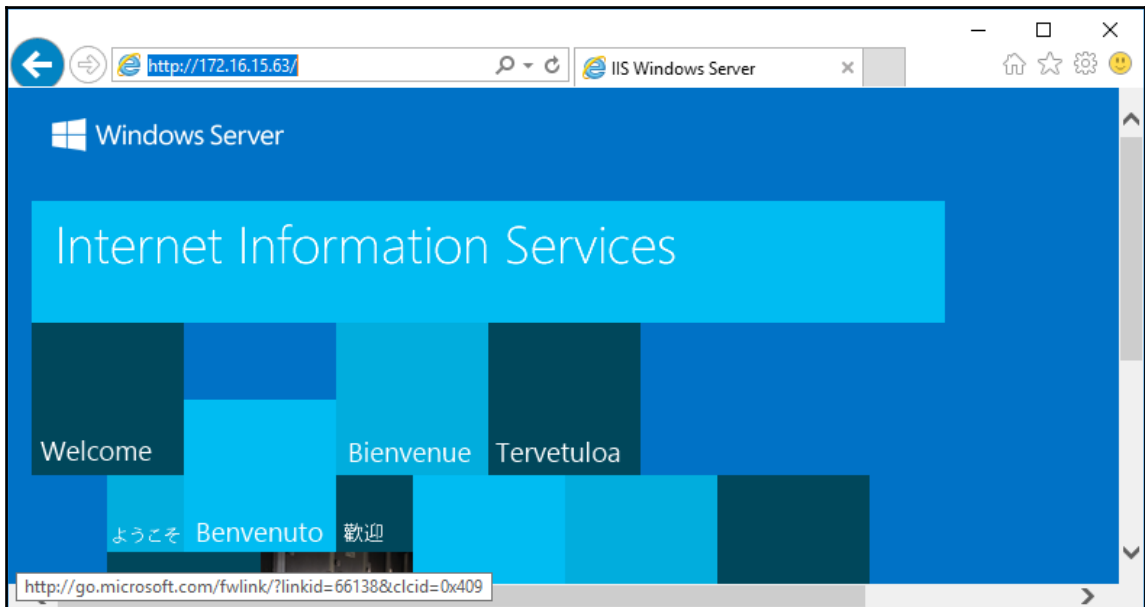 http://172.16.15.63/
IIS Windows Server
Windows Server
Internet Information Services
Welcome
Bienvenue
Tervetuloa
ようこそ
Benvenuto
歡迎
http://go.microsoft.com/fwlink/?linkid=66138&clcid=0x409